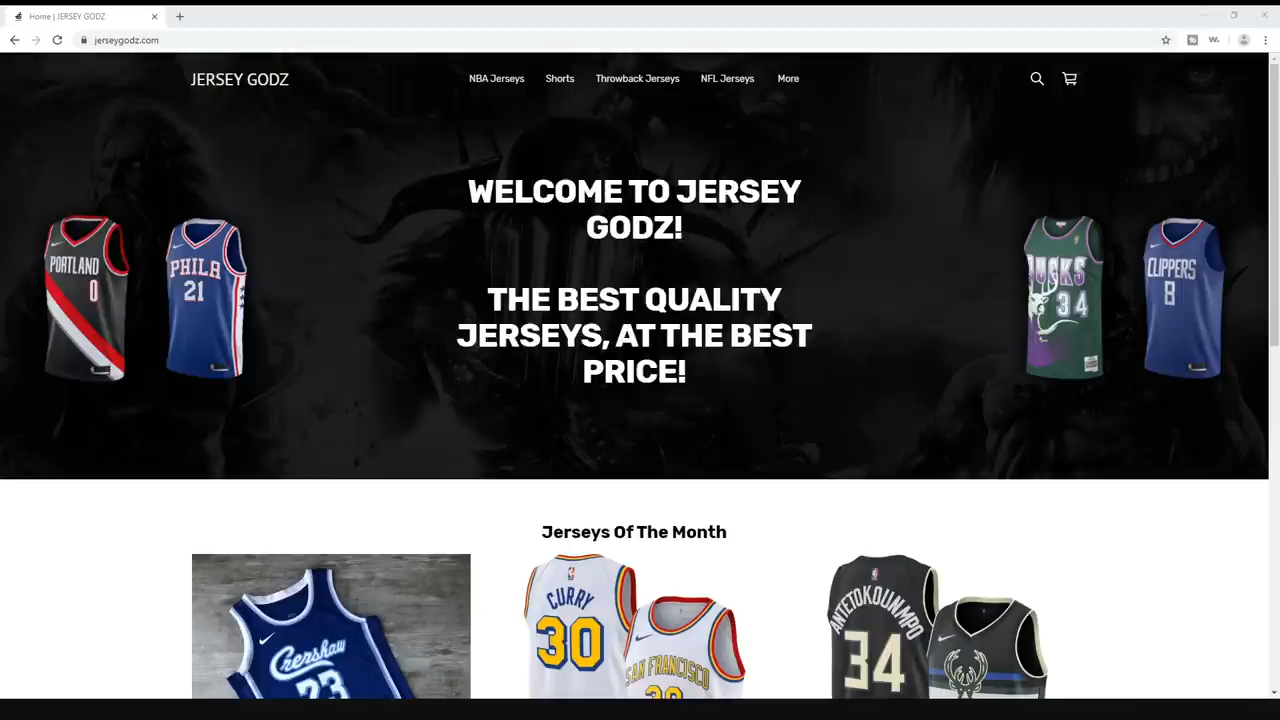 Home | JERSEY GODZ
jerseygodz.com
W.
JERSEY GODZ
NBA Jerseys
Shorts
Throwback Jerseys
NFL Jerseys
More
WELCOME TO JERSEY
GODZ!
THE BEST QUALITY
JERSEYS, AT THE BEST
PRICE!
PORTLAND
0
PHILA
21
BUCKS
34
CLIPPERS
8
Jerseys Of The Month
Crenshaw
23
CURRY
30
SAN FRANCISCO
30
ANTETOKOUNMPO
34